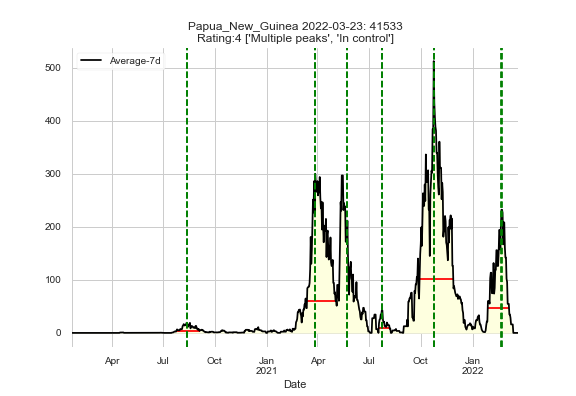 Papua_New_Guinea 2022-03-23: 41533
Rating:4 ['Multiple peaks', 'In control']
Average-7d
500
400
300
200
100
0
Apr
Jul
Oct
Jan
2021
Apr
Jul
Oct
Jan
2022
Date